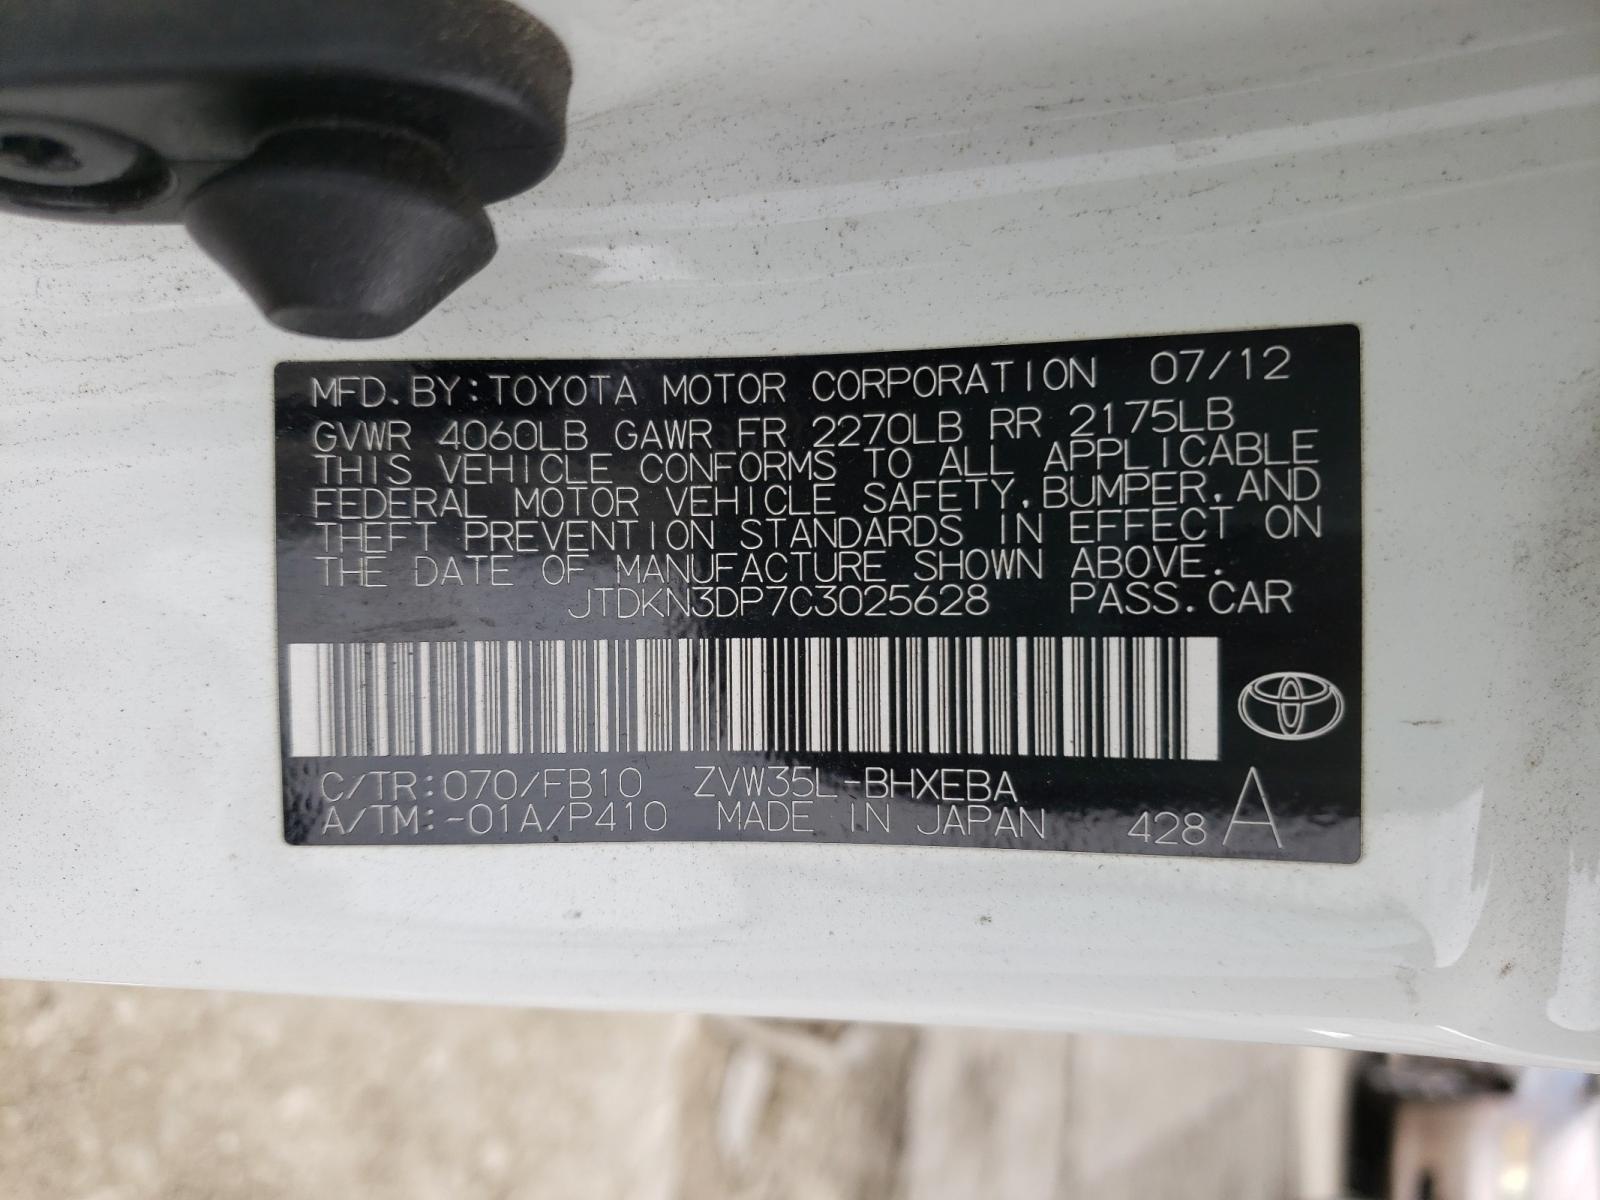 MFD. BY: TOYOTA MOTOR CORPORATION 07/12
GVWR 4060LB GAWR FR 2270LB RR 2175LB
THIS VEHICLE CONFORMS TO ALL APPLICABLE
FEDERAL MOTOR VEHICLE SAFETY, BUMPER, AND
THEFT PREVENTION STANDARDS IN EFFECT ON
THE DATE OF MANUFACTURE SHOWN ABOVE.
JTDKN3DP7C3025628 PASS. CAR
C/TR: 070/FB10 ZVW35L-BHXEBA
A/TM: -01A/P410 MADE IN JAPAN 428 A